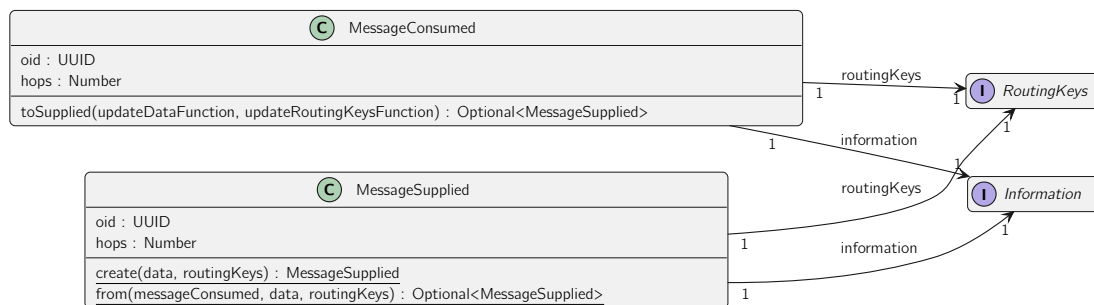 C MessageConsumed
oid : UUID
hops : Number
toSupplied(updateDataFunction, updateRoutingKeysFunction) : Optional<MessageSupplied>
routingKeys
1
1
I RoutingKeys
information
1
1
1
C MessageSupplied
oid : UUID
hops : Number
create(data, routingKeys) : MessageSupplied
from(messageConsumed, data, routingKeys) : Optional<MessageSupplied>
routingKeys
1
I Information
information
1
1